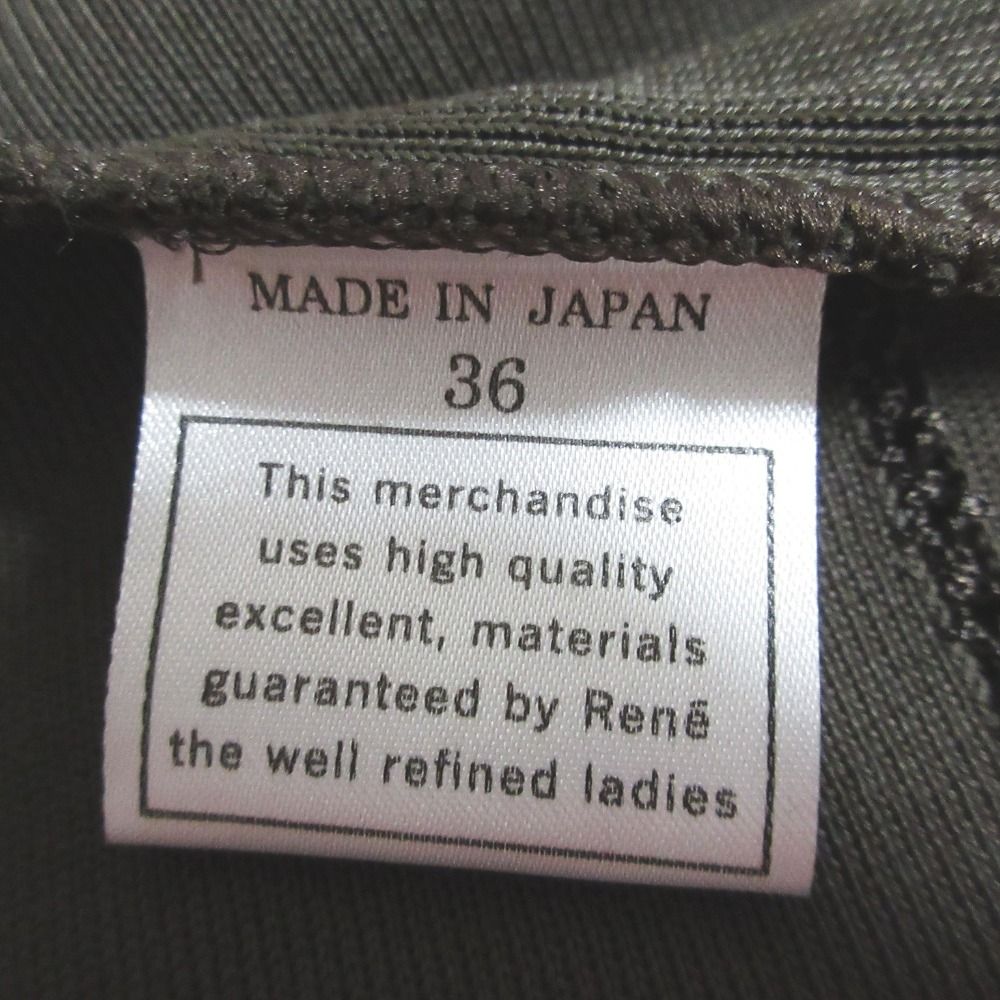 MADE IN JAPAN
36
This merchandise
uses high quality
excellent, materials
guaranteed by René
the well refined ladies